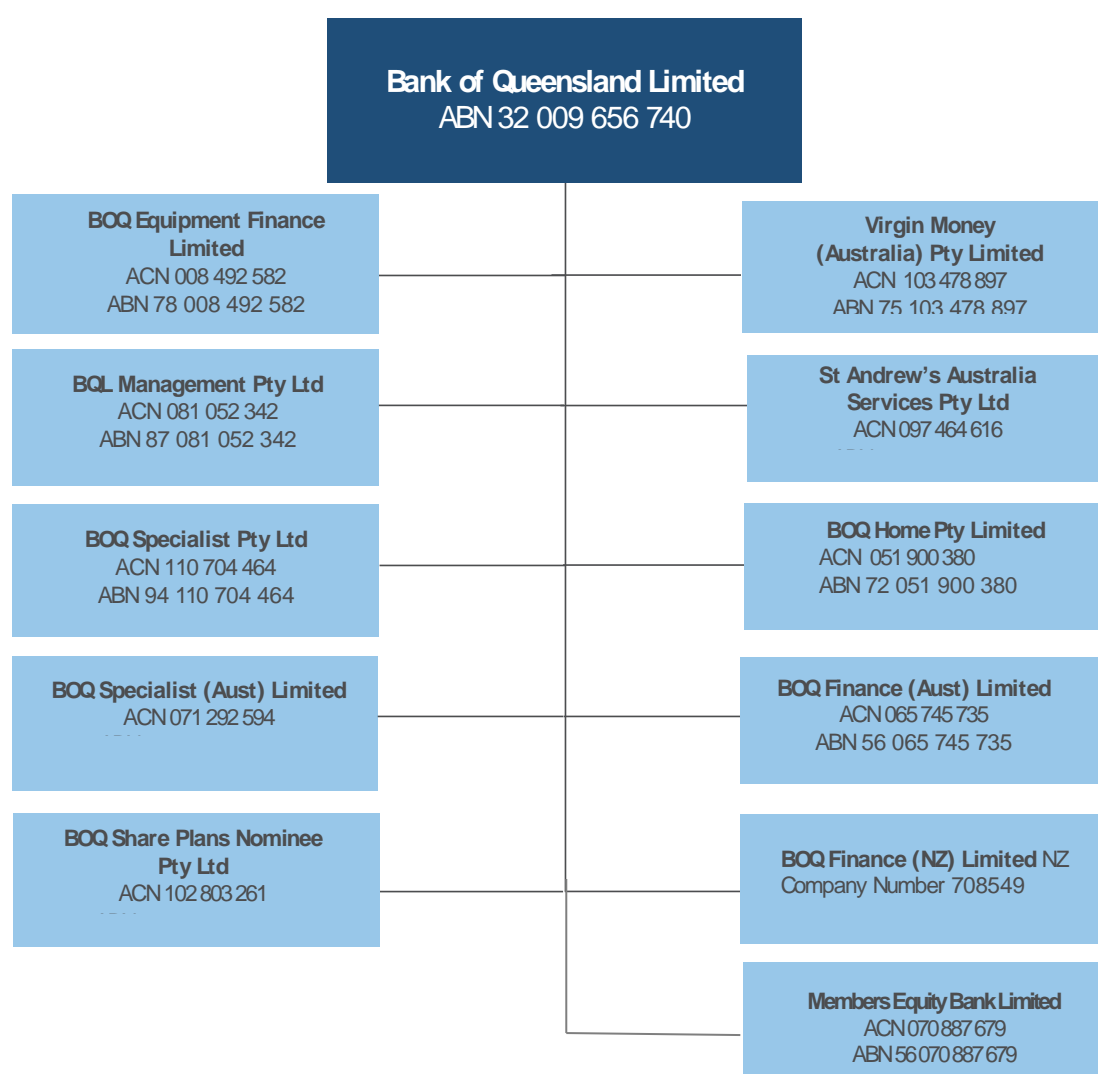 Bank of Queensland Limited
ABN 32 009 656 740
BOQ Equipment Finance
Limited
ACN 008 492 582
ABN 78 008 492 582
Virgin Money
(Australia) Pty Limited
ACN 103 478 897
ABN 75 103 478 897
BQL Management Pty Ltd
ACN 081 052 342
ABN 87 081 052 342
St Andrew’s Australia
Services Pty Ltd
ACN 097 464 616
BOQ Specialist Pty Ltd
ACN 110 704 464
ABN 94 110 704 464
BOQ Home Pty Limited
ACN 051 900 380
ABN 72 051 900 380
BOQ Specialist (Aust) Limited
ACN 071 292 594
BOQ Finance (Aust) Limited
ACN 065 745 735
ABN 56 065 745 735
BOQ Share Plans Nominee
Pty Ltd
ACN 102 803 261
BOQ Finance (NZ) Limited NZ
Company Number 708549
Members Equity Bank Limited
ACN 070 887 679
ABN 56 070 887 679